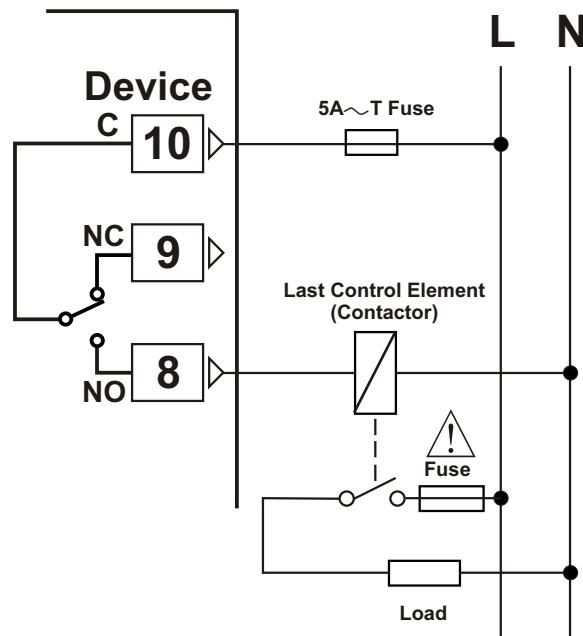 L N
Device
5A～T Fuse
C
10
NC
9
Last Control Element
(Contactor)
8
NO
!
Fuse
Load